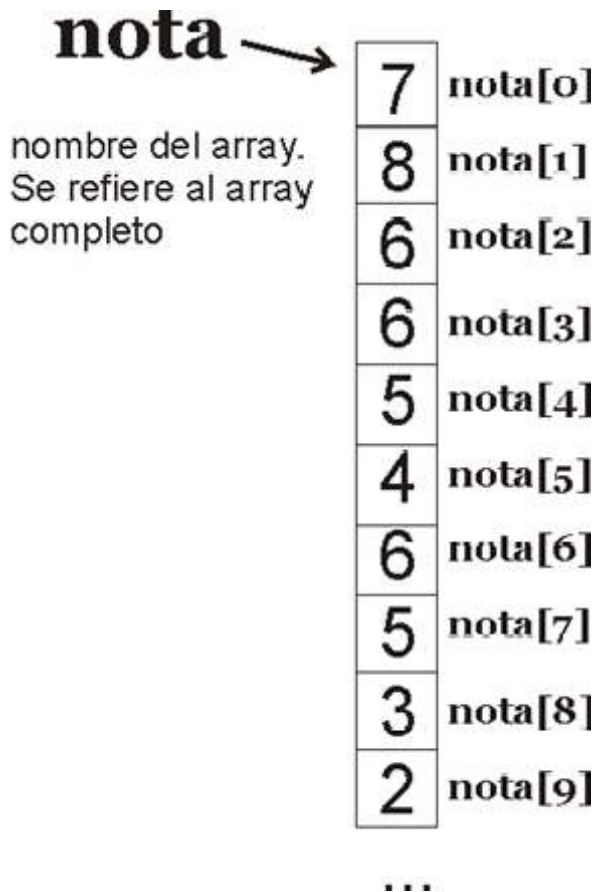 nota
nombre del array.
Se refiere al array
completo
7 nota[0]
8 nota[1]
6 nota[2]
6 nota[3]
5 nota[4]
4 nota[5]
6 nota[6]
5 nota[7]
3 nota[8]
2 nota[9]
...